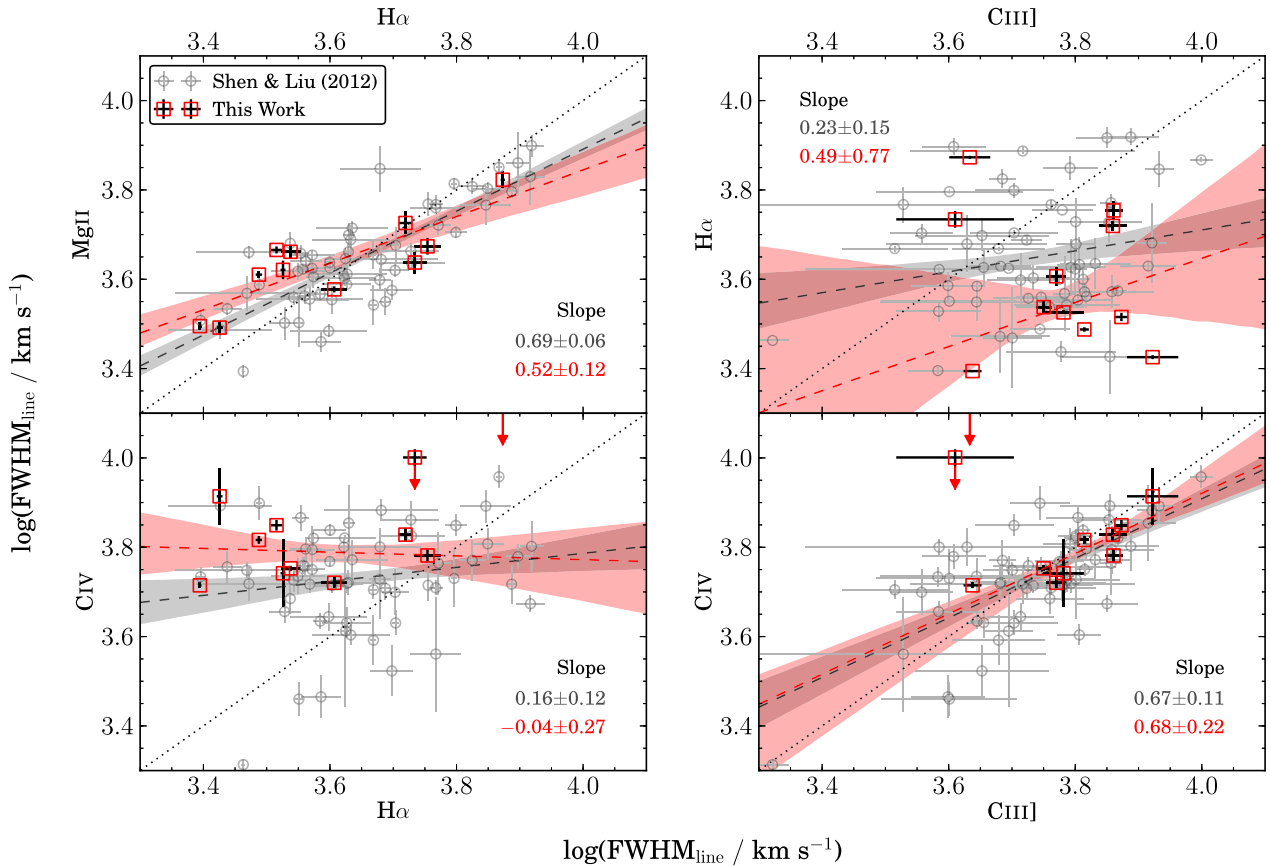 Hα
CIII]
3.4 3.6 3.8 4.0
3.4 3.6 3.8 4.0
Shen & Liu (2012)
This Work
4.0
3.8
3.6
3.4
MgII
Slope
0.69±0.06
0.52±0.12
4.0
3.8
3.6
3.4
Hα
Slope
0.23±0.15
0.49±0.77
log(FWHMline / km s−1)
4.0
3.8
3.6
3.4
CIV
Slope
0.16±0.12
−0.04±0.27
4.0
3.8
3.6
3.4
CIV
Slope
0.67±0.11
0.68±0.22
3.4 3.6 3.8 4.0
3.4 3.6 3.8 4.0
Hα
CIII]
log(FWHMline / km s−1)